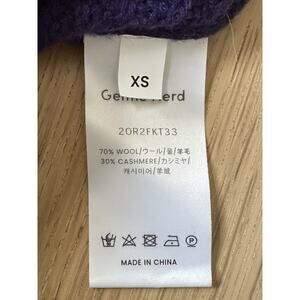 XS
Gentle Herd
20R2FKT33
70% WOOL/ウール/울/羊毛
30% CASHMERE/カシミヤ/
캐시미어/羊绒
MADE IN CHINA